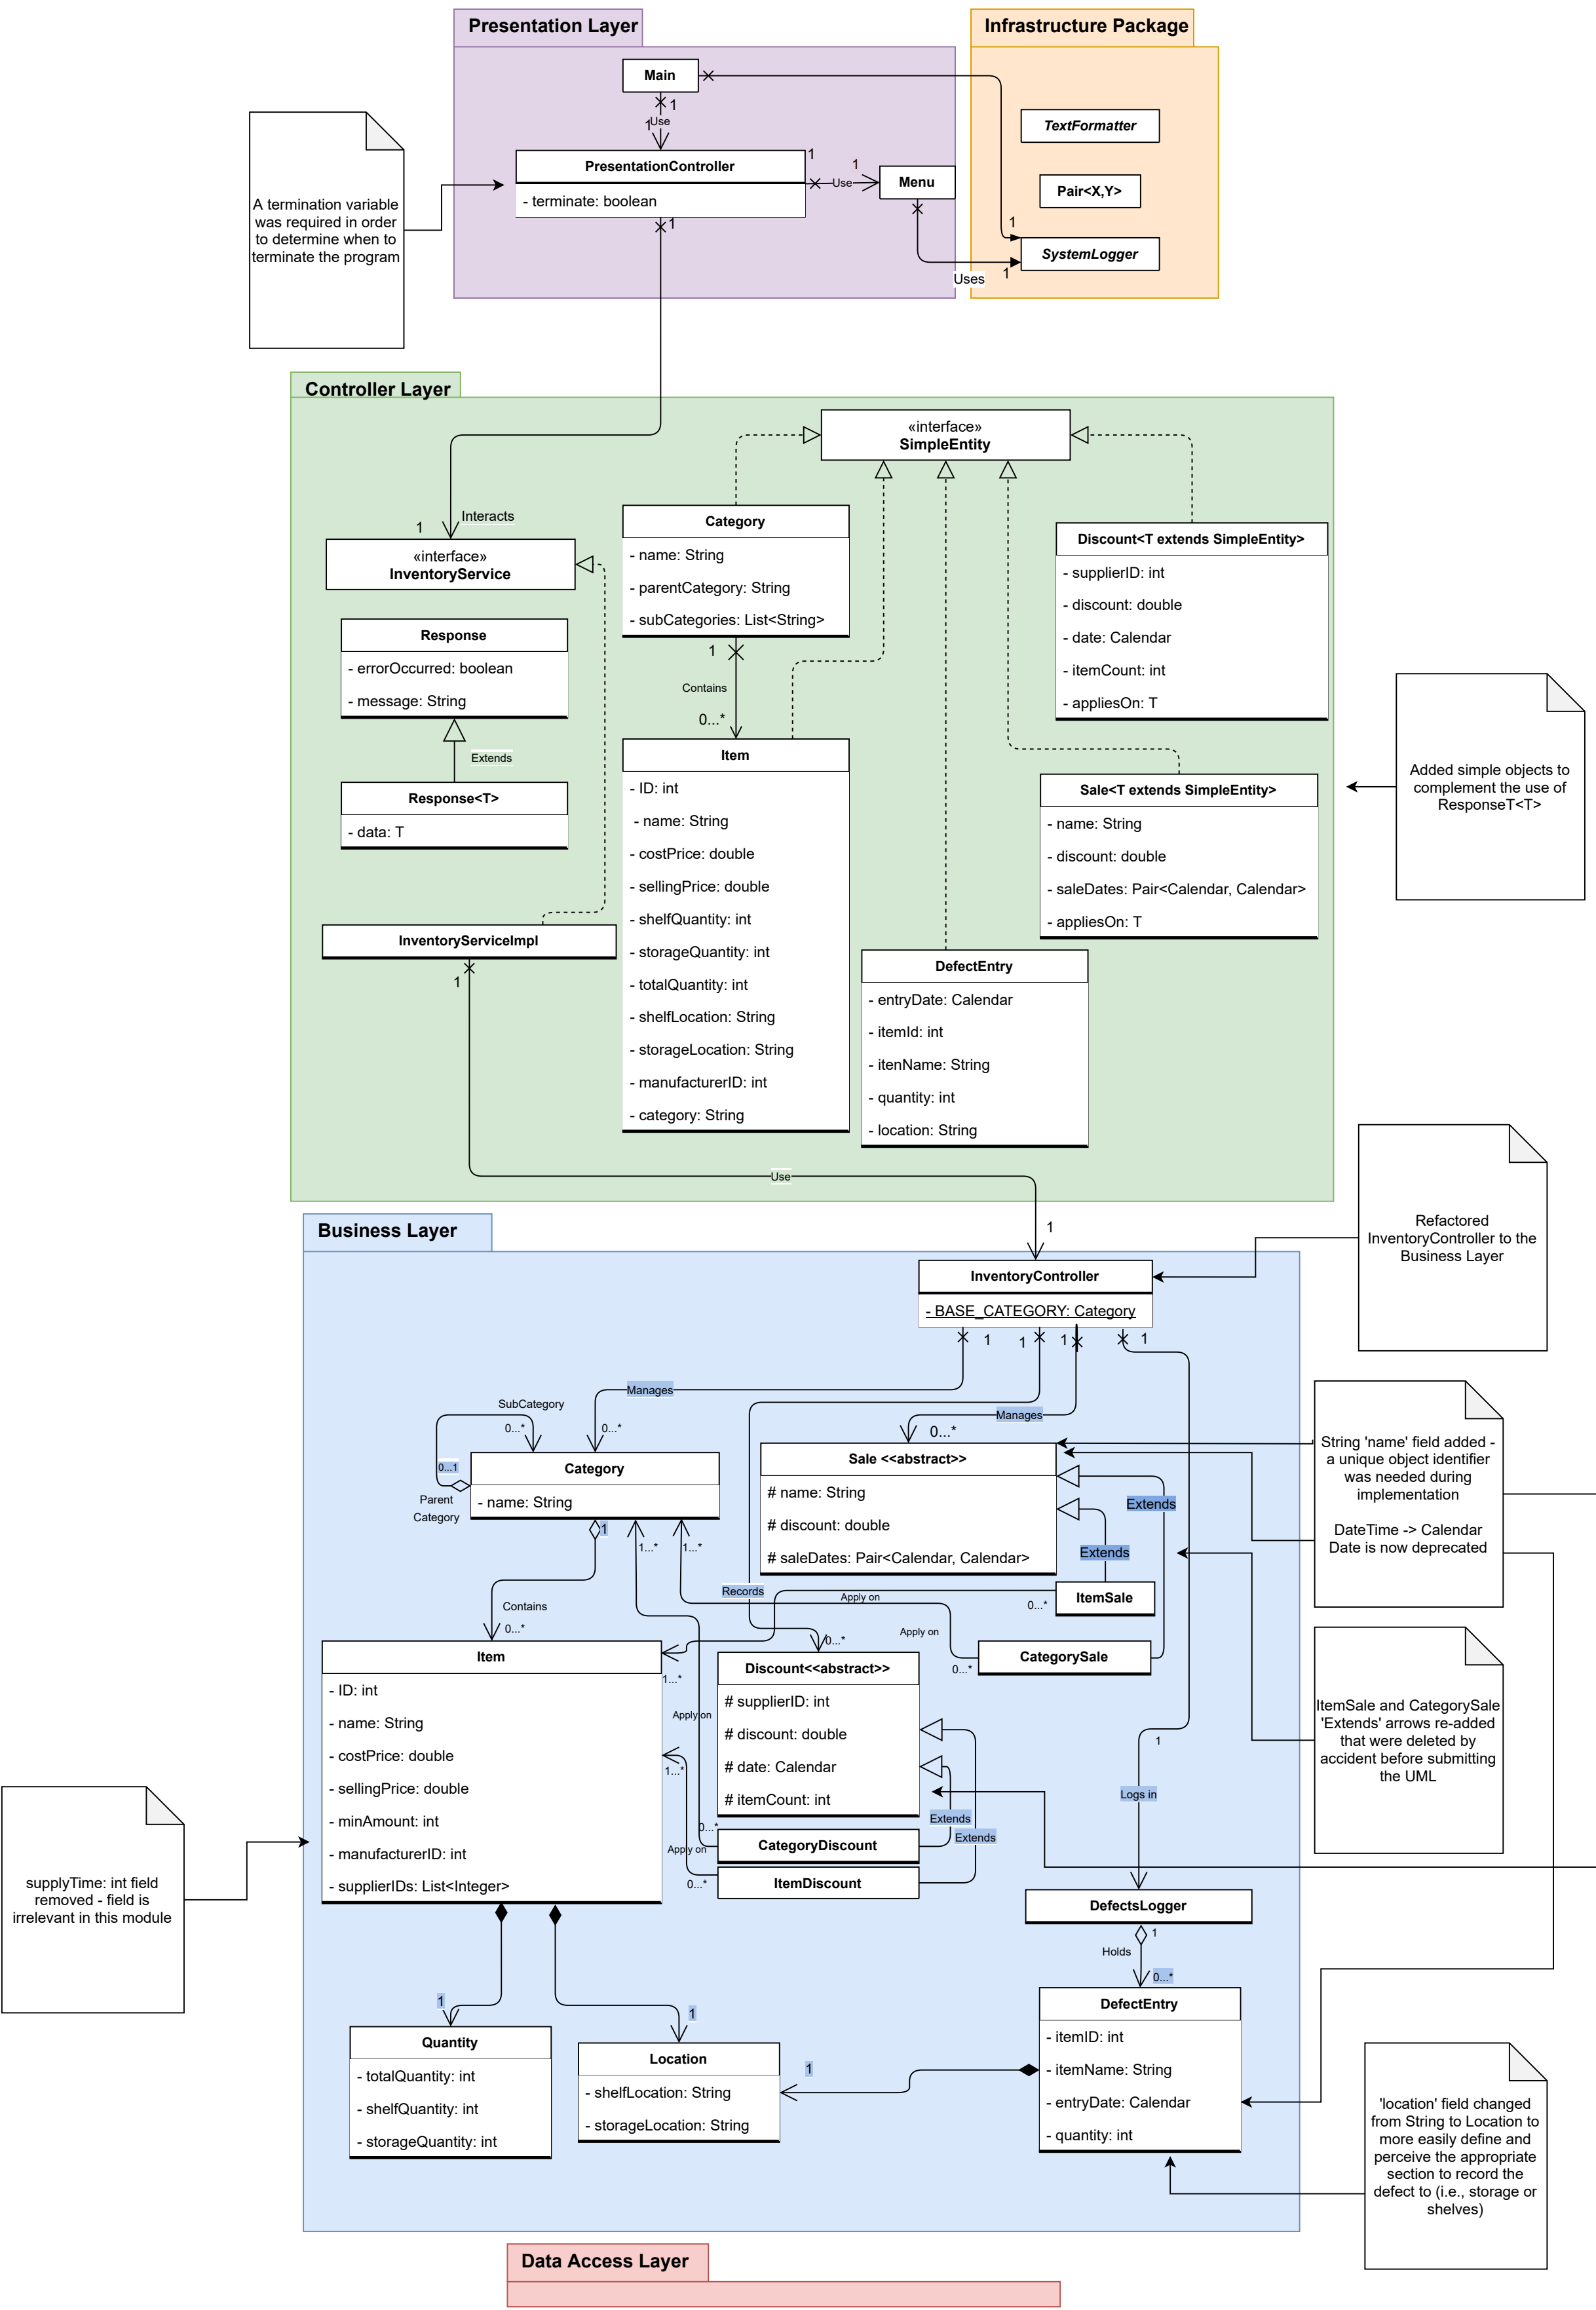 Presentation Layer
Infrastructure Package
Main
1
Use
1
TextFormatter
PresentationController
- terminate: boolean
1
1
Use
1
Menu
Pair<X,Y>
1
SystemLogger
1
Uses
A termination variable
was required in order
to determine when to
terminate the program
Controller Layer
«interface»
SimpleEntity
Interacts
1
«interface»
InventoryService
Category
- name: String
- parentCategory: String
- subCategories: List<String>
Discount<T extends SimpleEntity>
- supplierID: int
- discount: double
- date: Calendar
- itemCount: int
- appliesOn: T
Response
- errorOccurred: boolean
- message: String
Extends
Response<T>
- data: T
1
Contains
0...*
Item
- ID: int
- name: String
- costPrice: double
- sellingPrice: double
- shelfQuantity: int
- storageQuantity: int
- totalQuantity: int
- shelfLocation: String
- storageLocation: String
- manufacturerID: int
- category: String
Sale<T extends SimpleEntity>
- name: String
- discount: double
- saleDates: Pair<Calendar, Calendar>
- appliesOn: T
Added simple objects to
complement the use of
ResponseT<T>
InventoryServiceImpl
1
DefectEntry
- entryDate: Calendar
- itemId: int
- itenName: String
- quantity: int
- location: String
Use
1
Business Layer
Refactored
InventoryController to the
Business Layer
InventoryController
- BASE_CATEGORY: Category
1
1
1
1
Manages
Manages
SubCategory
0...*
0...*
0...*
0...1
Parent
Category
Category
- name: String
1
1...*
1...*
Sale <<abstract>>
# name: String
# discount: double
# saleDates: Pair<Calendar, Calendar>
Extends
Extends
String 'name' field added -
a unique object identifier
was needed during
implementation
DateTime -> Calendar
Date is now deprecated
Records
Apply on
0...*
ItemSale
Contains
0...*
Apply on
0...*
0...*
CategorySale
Item
- ID: int
- name: String
- costPrice: double
- sellingPrice: double
- minAmount: int
- manufacturerID: int
- supplierIDs: List<Integer>
1...*
Apply on
1...*
Discount<<abstract>>
# supplierID: int
# discount: double
# date: Calendar
# itemCount: int
Extends
Extends
ItemSale and CategorySale
'Extends' arrows re-added
that were deleted by
accident before submitting
the UML
1
Logs in
0...*
CategoryDiscount
Apply on
0...*
ItemDiscount
supplyTime: int field
removed - field is
irrelevant in this module
DefectsLogger
1
Holds
0...*
1
Quantity
- totalQuantity: int
- shelfQuantity: int
- storageQuantity: int
1
Location
- shelfLocation: String
- storageLocation: String
1
DefectEntry
- itemID: int
- itemName: String
- entryDate: Calendar
- quantity: int
'location' field changed
from String to Location to
more easily define and
perceive the appropriate
section to record the
defect to (i.e., storage or
shelves)
Data Access Layer